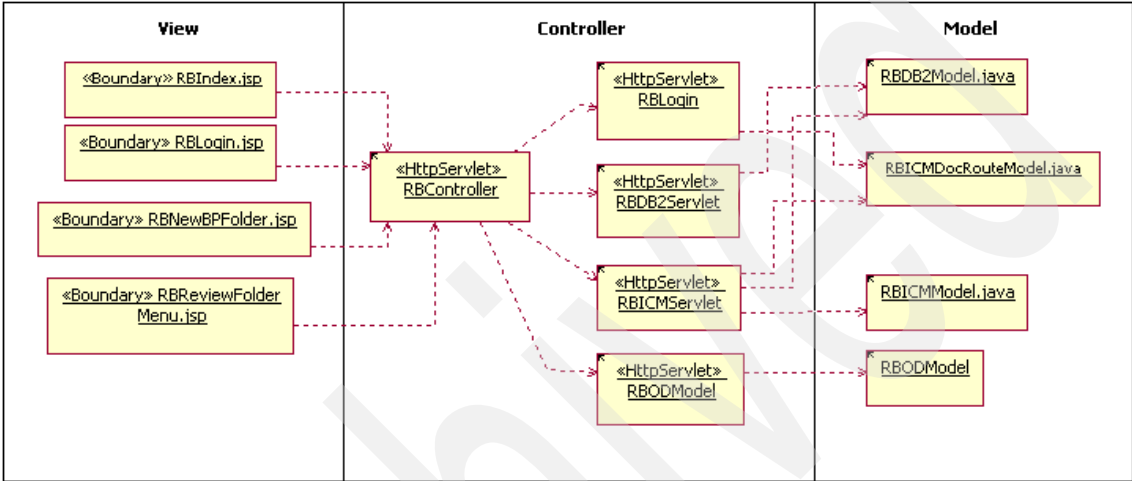 View
Controller
Model
«Boundary» RBIndex.jsp
«Boundary» RBLogin.jsp
«Boundary» RBNewBPFolder.jsp
«Boundary» RBReviewFolder
Menu.jsp
«HttpServlet»
RBController
«HttpServlet»
RBLogin
«HttpServlet»
RBDB2Servlet
«HttpServlet»
RBICMServlet
«HttpServlet»
RBODModel
RBDB2Model.java
RBICMDocRouteModel.java
RBICMModel.java
RBODModel